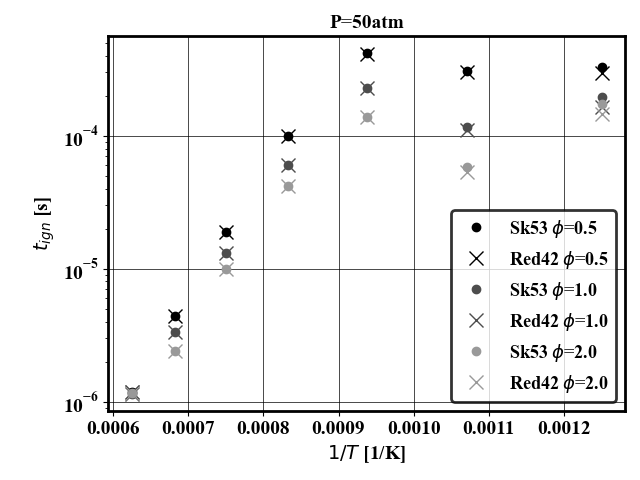 P=50atm
10⁻⁴
10⁻⁵
10⁻⁶
t_ign [s]
Sk53 ϕ=0.5
Red42 ϕ=0.5
Sk53 ϕ=1.0
Red42 ϕ=1.0
Sk53 ϕ=2.0
Red42 ϕ=2.0
0.0006 0.0007 0.0008 0.0009 0.0010 0.0011 0.0012
1/T [1/K]